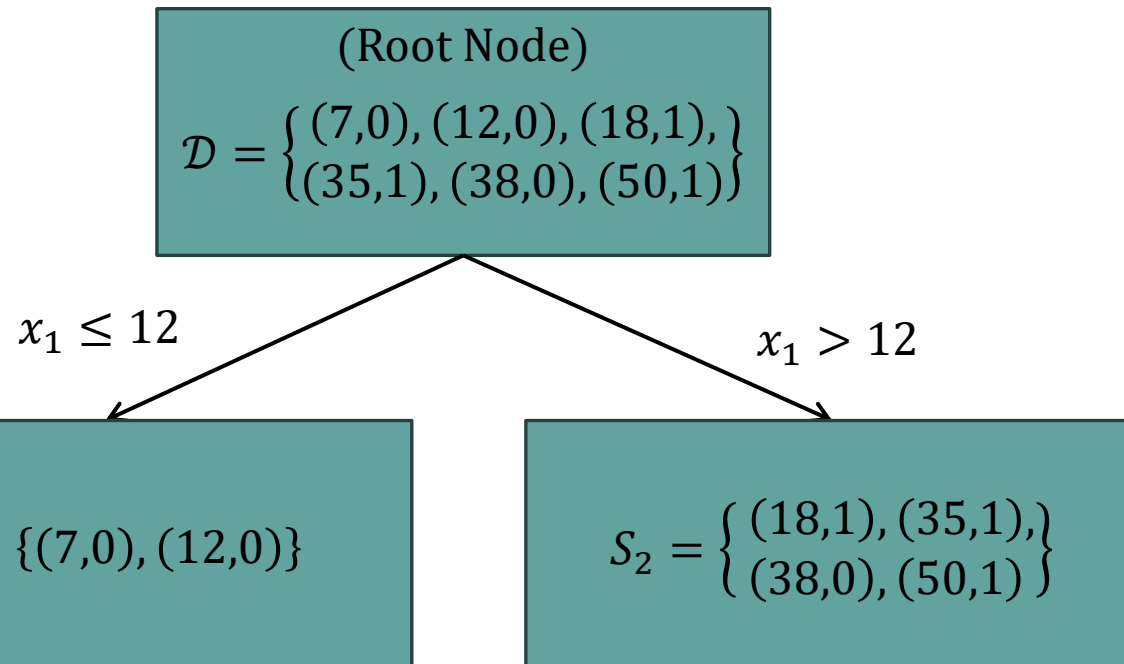 (Root Node)
𝒟 = { (7,0), (12,0), (18,1),
(35,1), (38,0), (50,1) }
x₁ ≤ 12
x₁ > 12
{(7,0), (12,0)}
S₂ = { (18,1), (35,1),
(38,0), (50,1) }